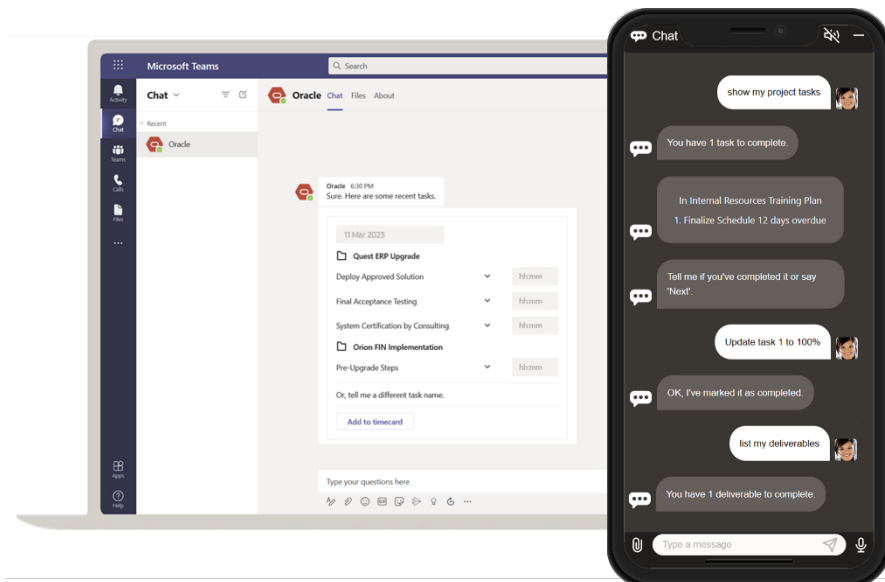 Microsoft Teams
Search
Activity
Chat
Teams
Calls
Files
Apps
Help
Chat
Recent
Oracle
Oracle Chat Files About
Oracle 6:30 PM
Sure. Here are some recent tasks.
11 Mar 2023
Quest ERP Upgrade
Deploy Approved Solution hh:mm
Final Acceptance Testing hh:mm
System Certification by Consulting hh:mm
Orion FIN Implementation
Pre-Upgrade Steps hh:mm
Or, tell me a different task name.
Add to timecard
Type your questions here
GIF
Chat
show my project tasks
You have 1 task to complete.
In Internal Resources Training Plan
1. Finalize Schedule 12 days overdue
Tell me if you've completed it or say
'Next'.
Update task 1 to 100%
OK, I've marked it as completed.
list my deliverables
You have 1 deliverable to complete.
Type a message